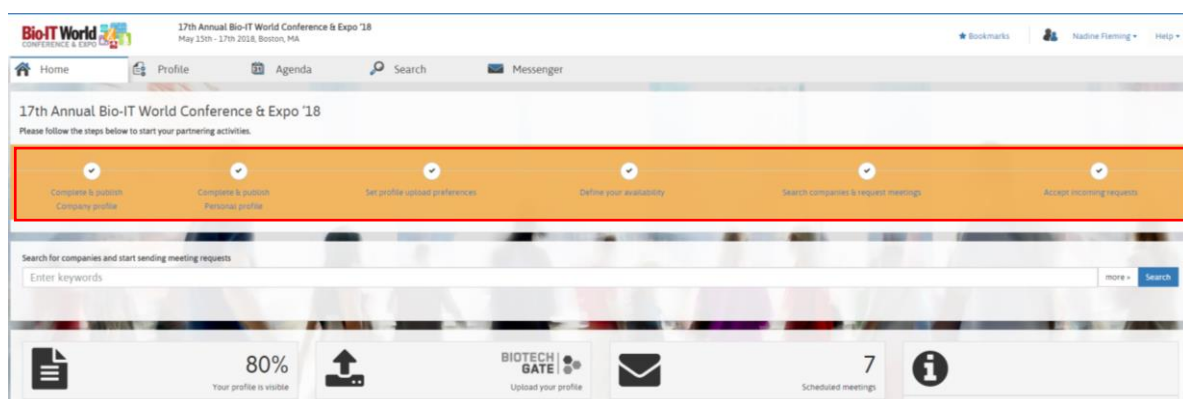 Bio-IT World
CONFERENCE & EXPO
17th Annual Bio-IT World Conference & Expo '18
May 15th - 17th 2018, Boston, MA
Bookmarks
Nadine Fleming
Help
Home
Profile
Agenda
Search
Messenger
17th Annual Bio-IT World Conference & Expo '18
Please follow the steps below to start your partnering activities.
Complete & publish
Company profile
Complete & publish
Personal profile
Set profile upload preferences
Define your availability
Search companies & request meetings
Accept incoming requests
Search for companies and start sending meeting requests
Enter keywords
more »
Search
80%
Your profile is visible
BIOTECH
GATE
Upload your profile
7
Scheduled meetings